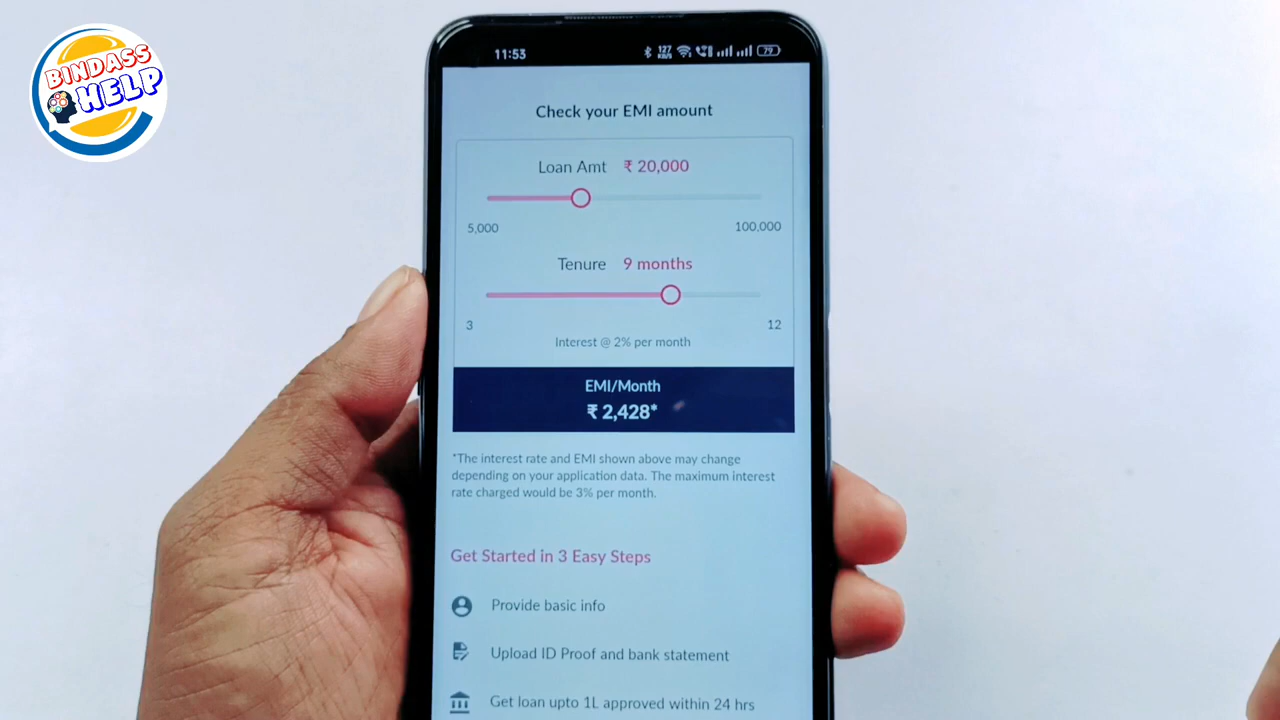 BINDASS
HELP
11:53
127
KB/s
79
Check your EMI amount
Loan Amt ₹ 20,000
5,000 100,000
Tenure 9 months
3 12
Interest @ 2% per month
EMI/Month
₹ 2,428*
*The interest rate and EMI shown above may change
depending on your application data. The maximum interest
rate charged would be 3% per month.
Get Started in 3 Easy Steps
Provide basic info
Upload ID Proof and bank statement
Get loan upto 1L approved within 24 hrs